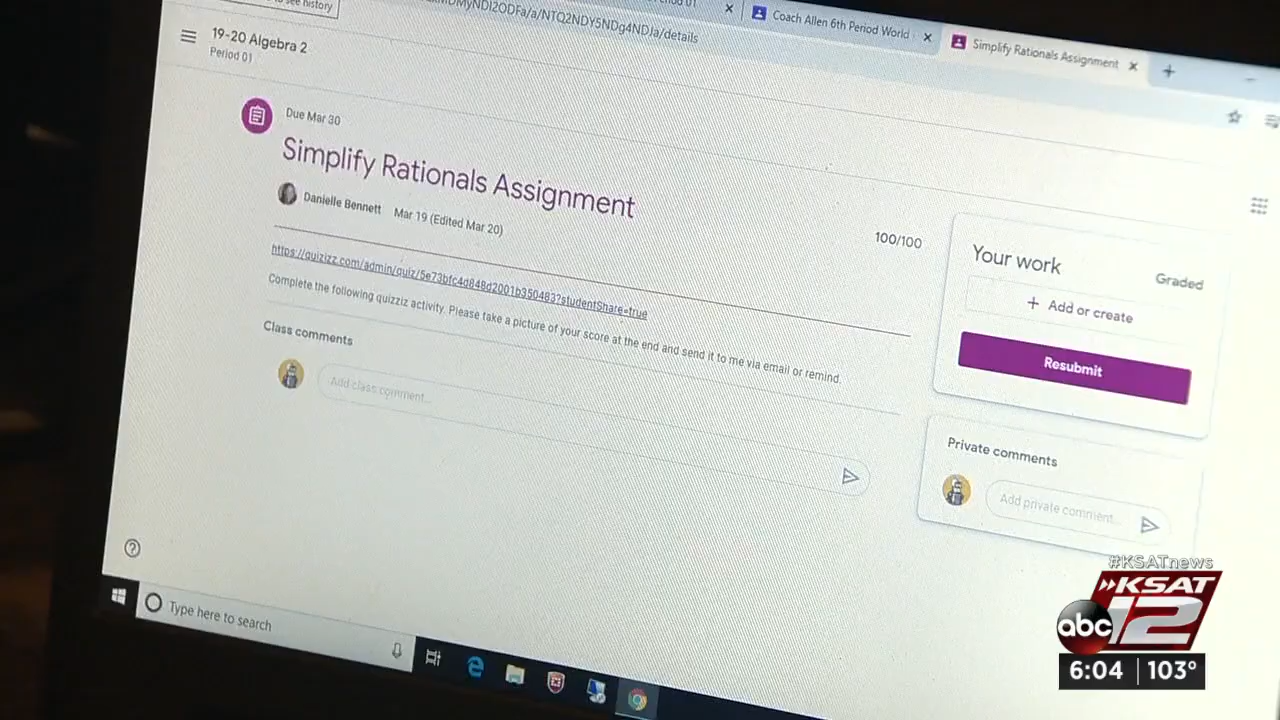 see history
Coach Allen 6th Period World
Simplify Rationals Assignment
/details
19-20 Algebra 2
Period 01
Due Mar 30
Simplify Rationals Assignment
Danielle Bennett Mar 19 (Edited Mar 20)
100/100
https://quizizz.com/admin/quiz/5e73bfc4d848d2001b350483?studentShare=true
Complete the following quizziz activity. Please take a picture of your score at the end and send it to me via email or remind.
Class comments
Add class comment...
Your work
Graded
+ Add or create
Resubmit
Private comments
Add private comment...
Type here to search
#KSATnews
KSAT
abc 12
6:04 103°